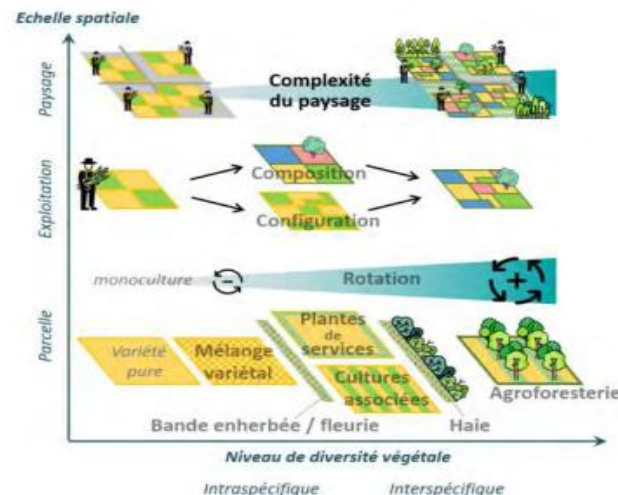 Echelle spatiale
Paysage
Complexité
du paysage
Exploitation
Composition
Configuration
monoculture
-
Rotation
+
Parcelle
Variété
pure
Mélange
variétal
Plantes
de
services
Cultures
associées
Agroforesterie
Bande enherbée / fleurie
Haie
Niveau de diversité végétale
Intraspécifique
Interspécifique